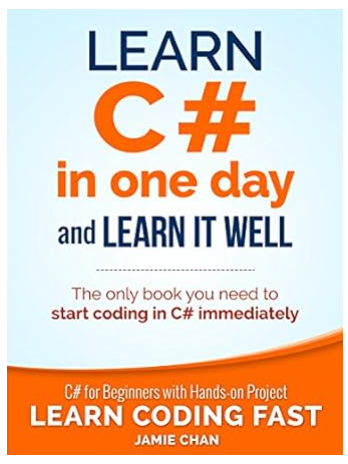 LEARN
C #
in one day
and LEARN IT WELL
The only book you need to
start coding in C# immediately
C# for Beginners with Hands-on Project
LEARN CODING FAST
JAMIE CHAN